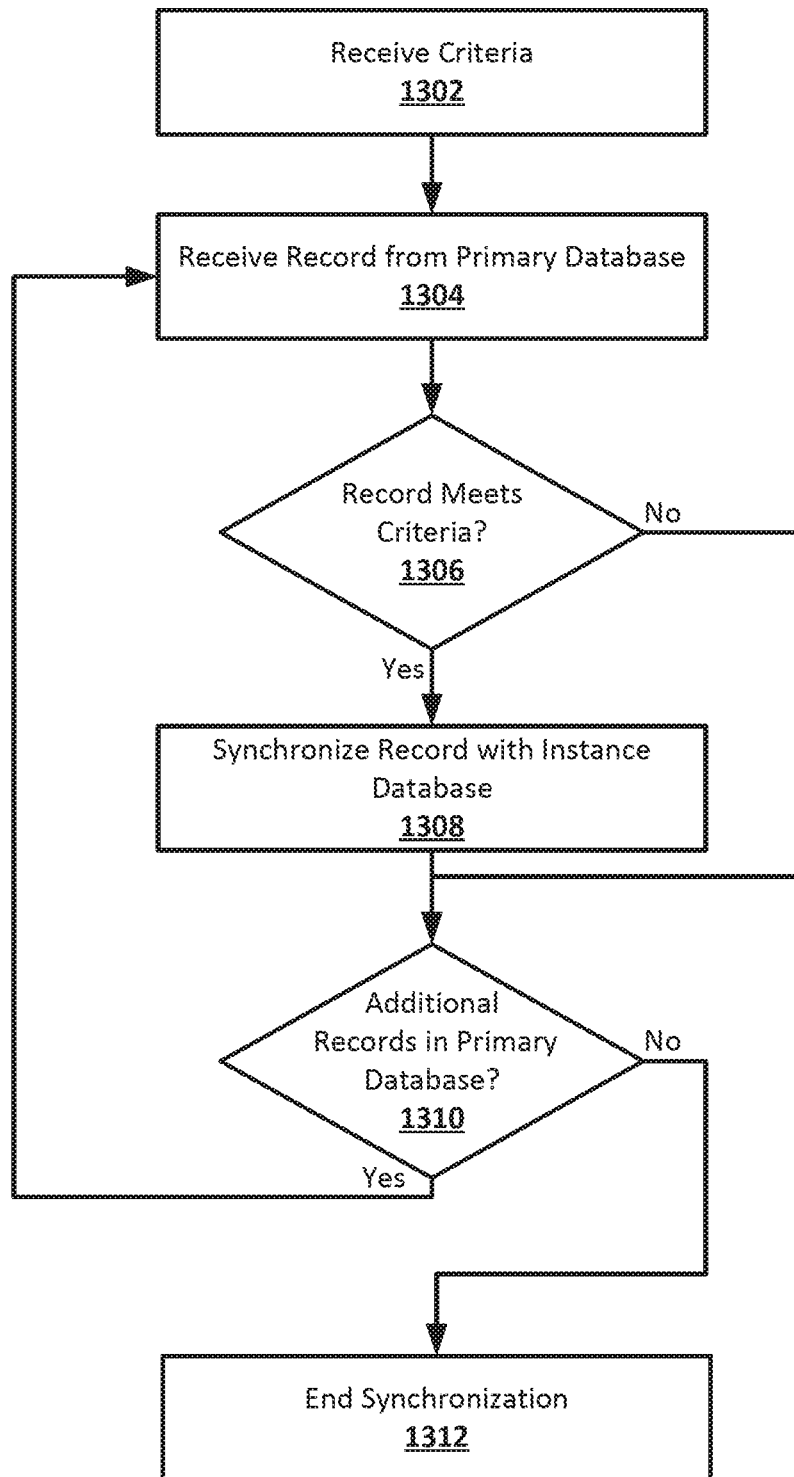 Receive Criteria
1302
Receive Record from Primary Database
1304
Record Meets
Criteria?
1306
No
Yes
Synchronize Record with Instance
Database
1308
Additional
Records in Primary
Database?
1310
No
Yes
End Synchronization
1312